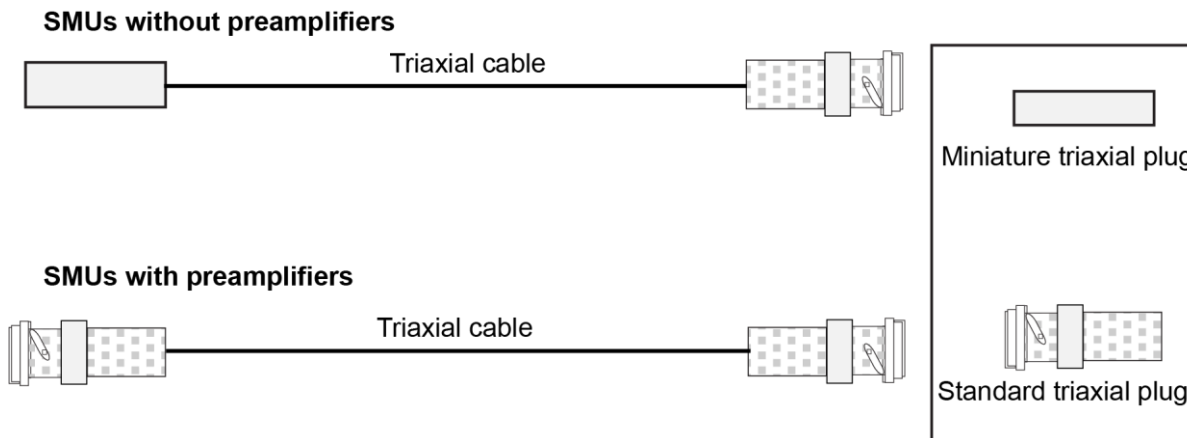 SMUs without preamplifiers
Triaxial cable
Miniature triaxial plug
SMUs with preamplifiers
Triaxial cable
Standard triaxial plug